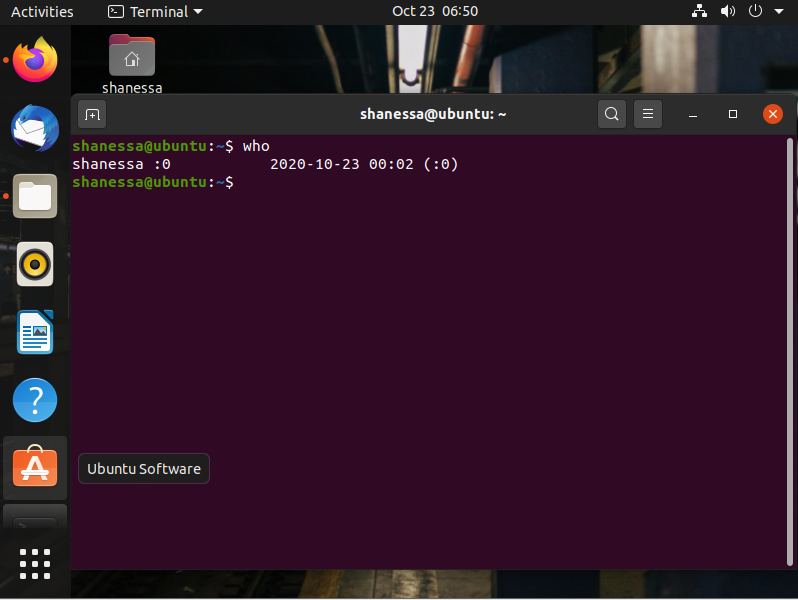 Activities Terminal Oct 23 06:50
shanessa
shanessa@ubuntu: ~
shanessa@ubuntu:~$ who
shanessa :0           2020-10-23 00:02 (:0)
shanessa@ubuntu:~$
?
Ubuntu Software